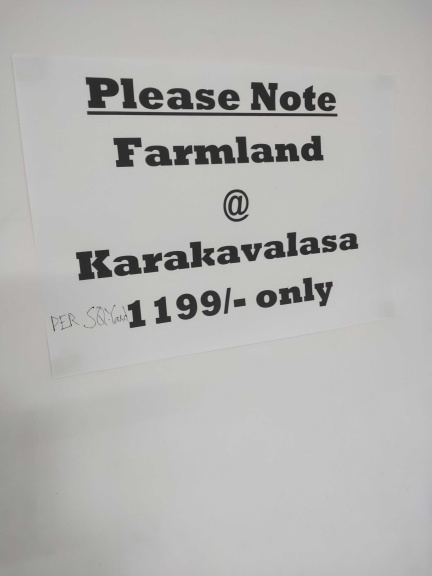 Please Note
Farmland
@
Karakavalasa
PER SQ.Yard 1199/- only